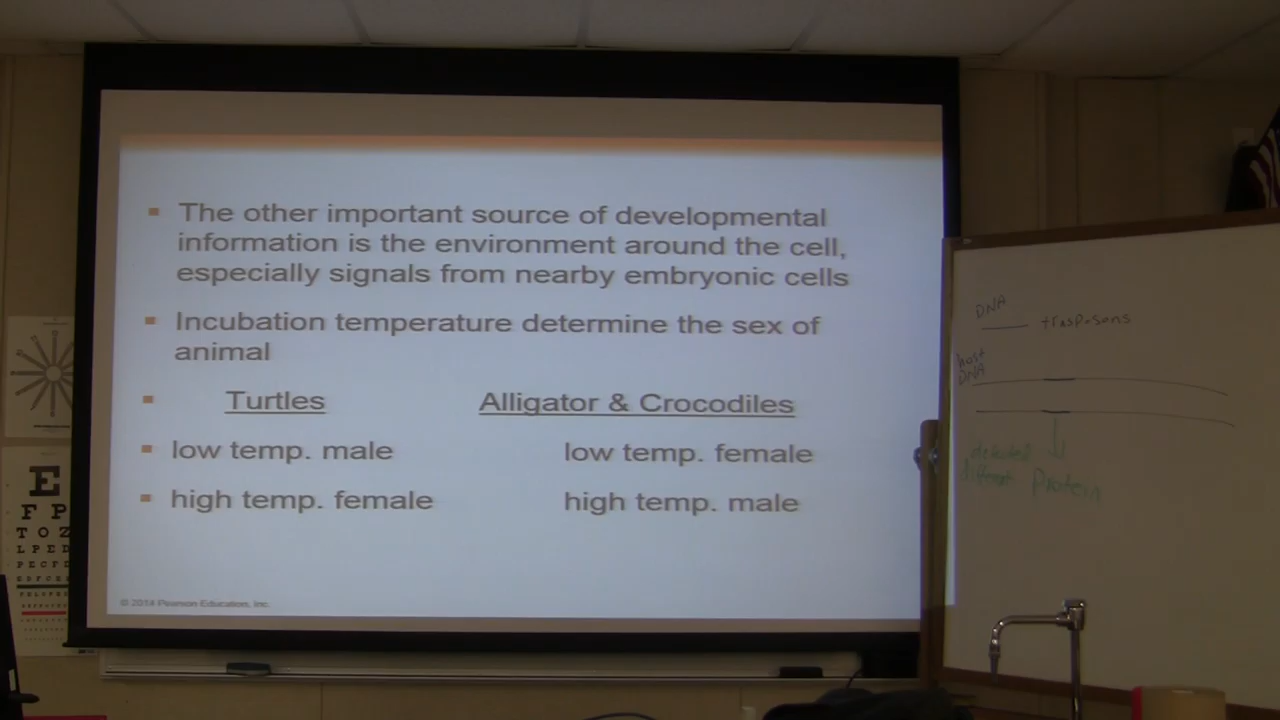 The other important source of developmental
information is the environment around the cell,
especially signals from nearby embryonic cells
Incubation temperature determine the sex of
animal
Turtles Alligator & Crocodiles
low temp. male low temp. female
high temp. female high temp. male
© 2014 Pearson Education, Inc.
DNA
trasposons
host
DNA
different Protein
E
F P
T O Z
L P E D
P E C F D
E D F C Z